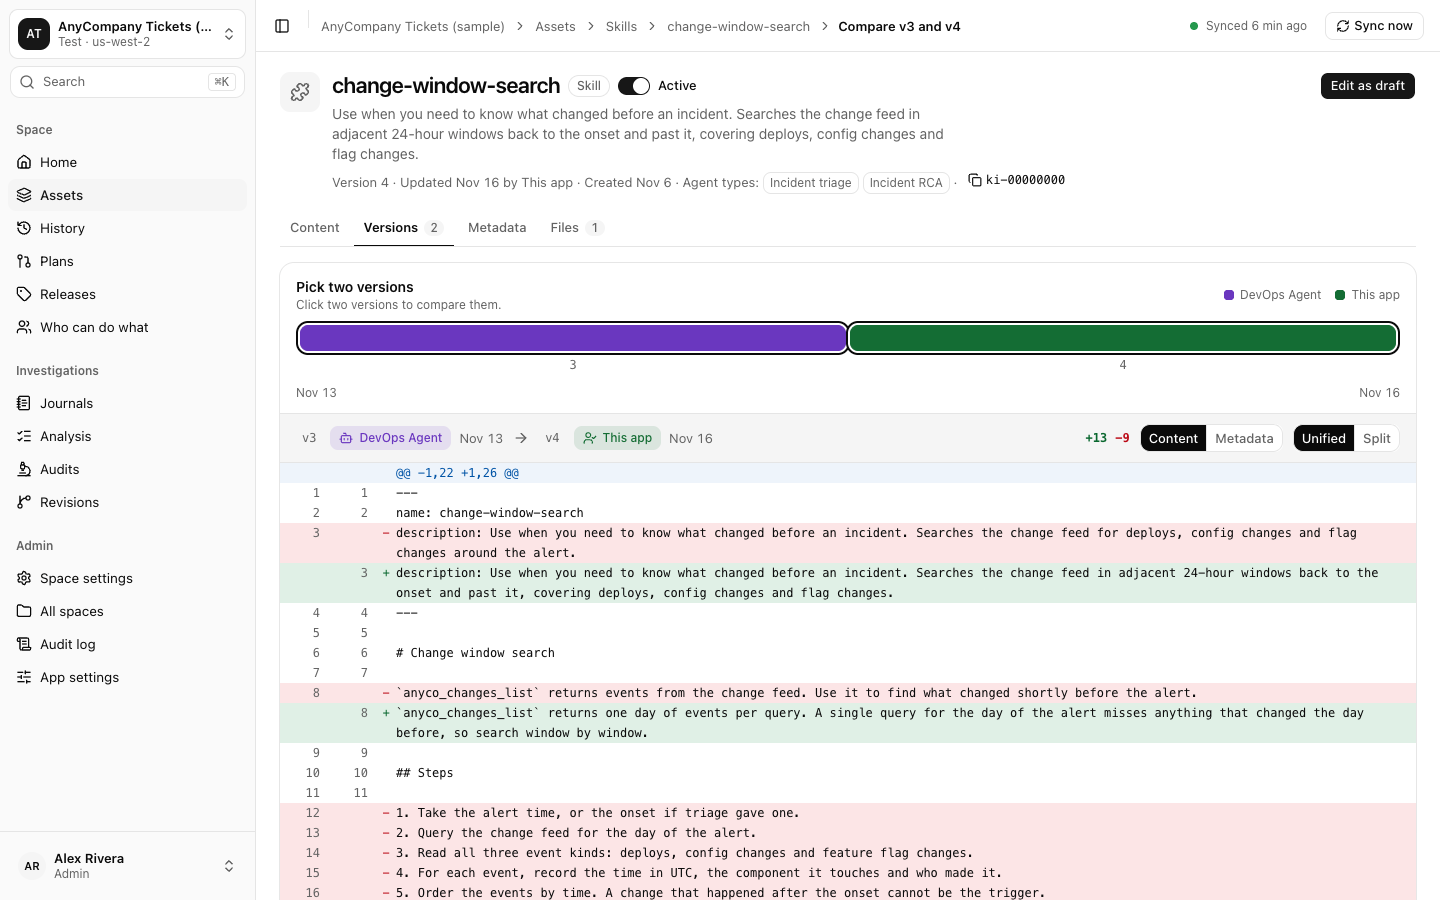 AT
AnyCompany Tickets (...
Test · us-west-2
Search
⌘K
Space
Home
Assets
History
Plans
Releases
Who can do what
Investigations
Journals
Analysis
Audits
Revisions
Admin
Space settings
All spaces
Audit log
App settings
AR
Alex Rivera
Admin
AnyCompany Tickets (sample) > Assets > Skills > change-window-search > Compare v3 and v4
Synced 6 min ago
Sync now
change-window-search
Skill
Active
Edit as draft
Use when you need to know what changed before an incident. Searches the change feed in
adjacent 24-hour windows back to the onset and past it, covering deploys, config changes and
flag changes.
Version 4 · Updated Nov 16 by This app · Created Nov 6 · Agent types: Incident triage Incident RCA · ki-00000000
Content
Versions 2
Metadata
Files 1
Pick two versions
Click two versions to compare them.
DevOps Agent
This app
3
4
Nov 13
Nov 16
v3 DevOps Agent Nov 13 → v4 This app Nov 16
+13 −9
Content Metadata
Unified Split
@@ −1,22 +1,26 @@
1 1 ---
2 2 name: change-window-search
3 − description: Use when you need to know what changed before an incident. Searches the change feed for deploys, config changes and flag
changes around the alert.
3 + description: Use when you need to know what changed before an incident. Searches the change feed in adjacent 24-hour windows back to the
onset and past it, covering deploys, config changes and flag changes.
4 4 ---
5 5
6 6 # Change window search
7 7
8 − `anyco_changes_list` returns events from the change feed. Use it to find what changed shortly before the alert.
8 + `anyco_changes_list` returns one day of events per query. A single query for the day of the alert misses anything that changed the day
before, so search window by window.
9 9
10 10 ## Steps
11 11
12 − 1. Take the alert time, or the onset if triage gave one.
13 − 2. Query the change feed for the day of the alert.
14 − 3. Read all three event kinds: deploys, config changes and feature flag changes.
15 − 4. For each event, record the time in UTC, the component it touches and who made it.
16 − 5. Order the events by time. A change that happened after the onset cannot be the trigger.